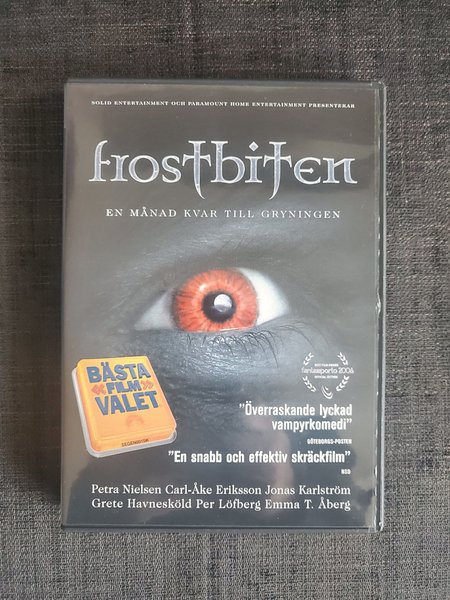 SOLID ENTERTAINMENT OCH PARAMOUNT HOME ENTERTAINMENT PRESENTERAR
frostbiten
EN MÅNAD KVAR TILL GRYNINGEN
BÄSTA
«FILM»
VALET
fantasporto 2006
"Överraskande lyckad
vampyrkomedi"
GÖTEBORGS-POSTEN
"En snabb och effektiv skräckfilm"
NSD
Petra Nielsen Carl-Åke Eriksson Jonas Karlström
Grete Havnesköld Per Löfberg Emma T. Åberg